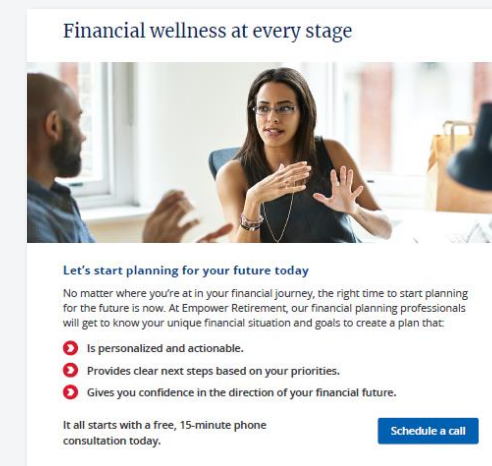 Financial wellness at every stage
Let's start planning for your future today
No matter where you're at in your financial journey, the right time to start planning
for the future is now. At Empower Retirement, our financial planning professionals
will get to know your unique financial situation and goals to create a plan that:
Is personalized and actionable.
Provides clear next steps based on your priorities.
Gives you confidence in the direction of your financial future.
It all starts with a free, 15-minute phone
consultation today.
Schedule a call